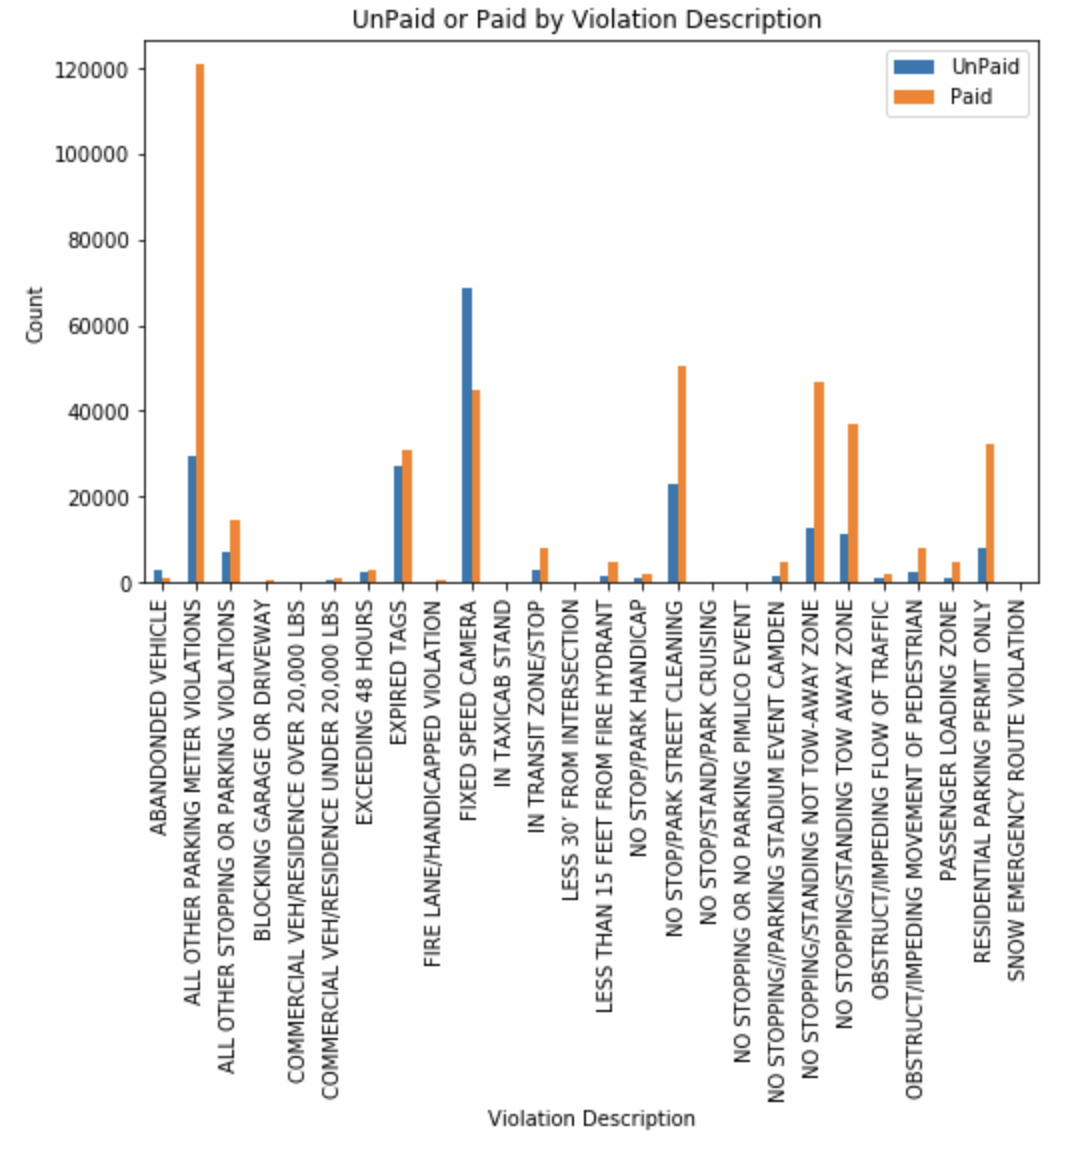 UnPaid or Paid by Violation Description
UnPaid
Paid
120000
100000
80000
60000
40000
20000
0
Count
ABANDONED VEHICLE
ALL OTHER PARKING METER VIOLATIONS
ALL OTHER STOPPING OR PARKING VIOLATIONS
BLOCKING GARAGE OR DRIVEWAY
COMMERCIAL VEH/RESIDENCE OVER 20,000 LBS
COMMERCIAL VEH/RESIDENCE UNDER 20,000 LBS
EXCEEDING 48 HOURS
EXPIRED TAGS
FIRE LANE/HANDICAPPED VIOLATION
FIXED SPEED CAMERA
IN TAXICAB STAND
IN TRANSIT ZONE/STOP
LESS 30’ FROM INTERSECTION
LESS THAN 15 FEET FROM FIRE HYDRANT
NO STOP/PARK HANDICAP
NO STOP/PARK STREET CLEANING
NO STOP/STAND/PARK CRUISING
NO STOPPING OR NO PARKING PIMLICO EVENT
NO STOPPING//PARKING STADIUM EVENT CAMDEN
NO STOPPING/STANDING NOT TOW-AWAY ZONE
NO STOPPING/STANDING TOW AWAY ZONE
OBSTRUCT/IMPEDING FLOW OF TRAFFIC
OBSTRUCT/IMPEDING MOVEMENT OF PEDESTRIAN
PASSENGER LOADING ZONE
RESIDENTIAL PARKING PERMIT ONLY
SNOW EMERGENCY ROUTE VIOLATION
Violation Description